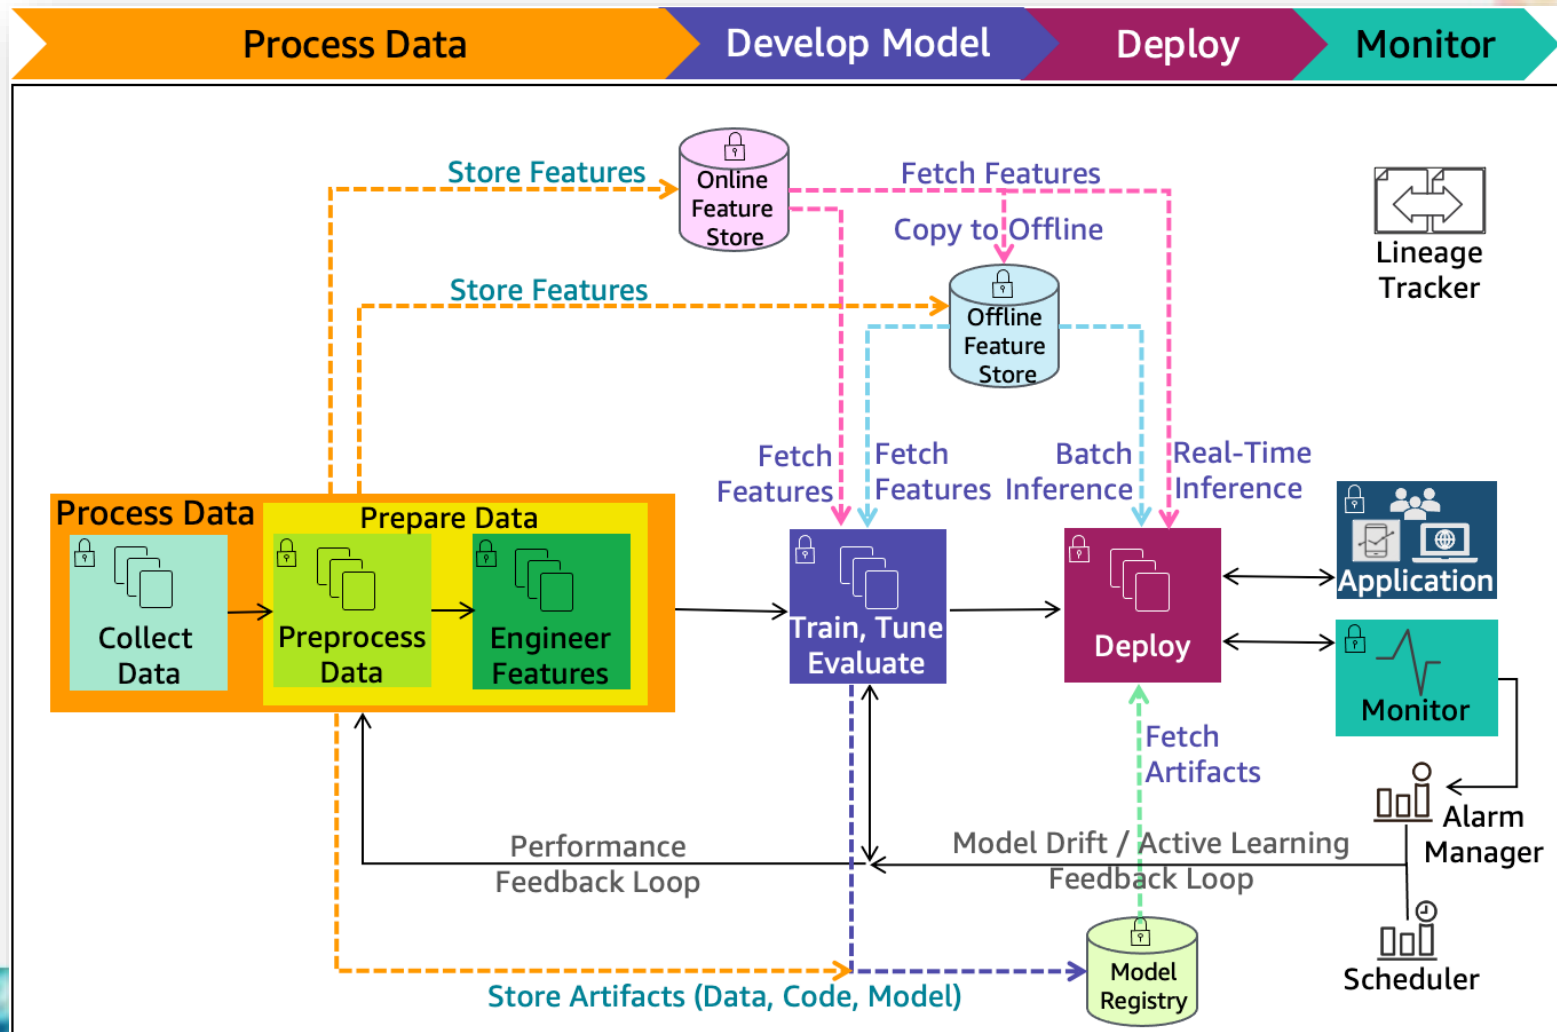 Process Data
Develop Model
Deploy
Monitor
Store Features
Online
Feature
Store
Fetch Features
Copy to Offline
Lineage
Tracker
Store Features
Offline
Feature
Store
Fetch
Features
Fetch
Features
Batch
Inference
Real-Time
Inference
Process Data
Prepare Data
Collect
Data
Preprocess
Data
Engineer
Features
Train, Tune
Evaluate
Deploy
Application
Monitor
Fetch
Artifacts
Alarm
Manager
Performance
Feedback Loop
Model Drift / Active Learning
Feedback Loop
Model
Registry
Scheduler
Store Artifacts (Data, Code, Model)